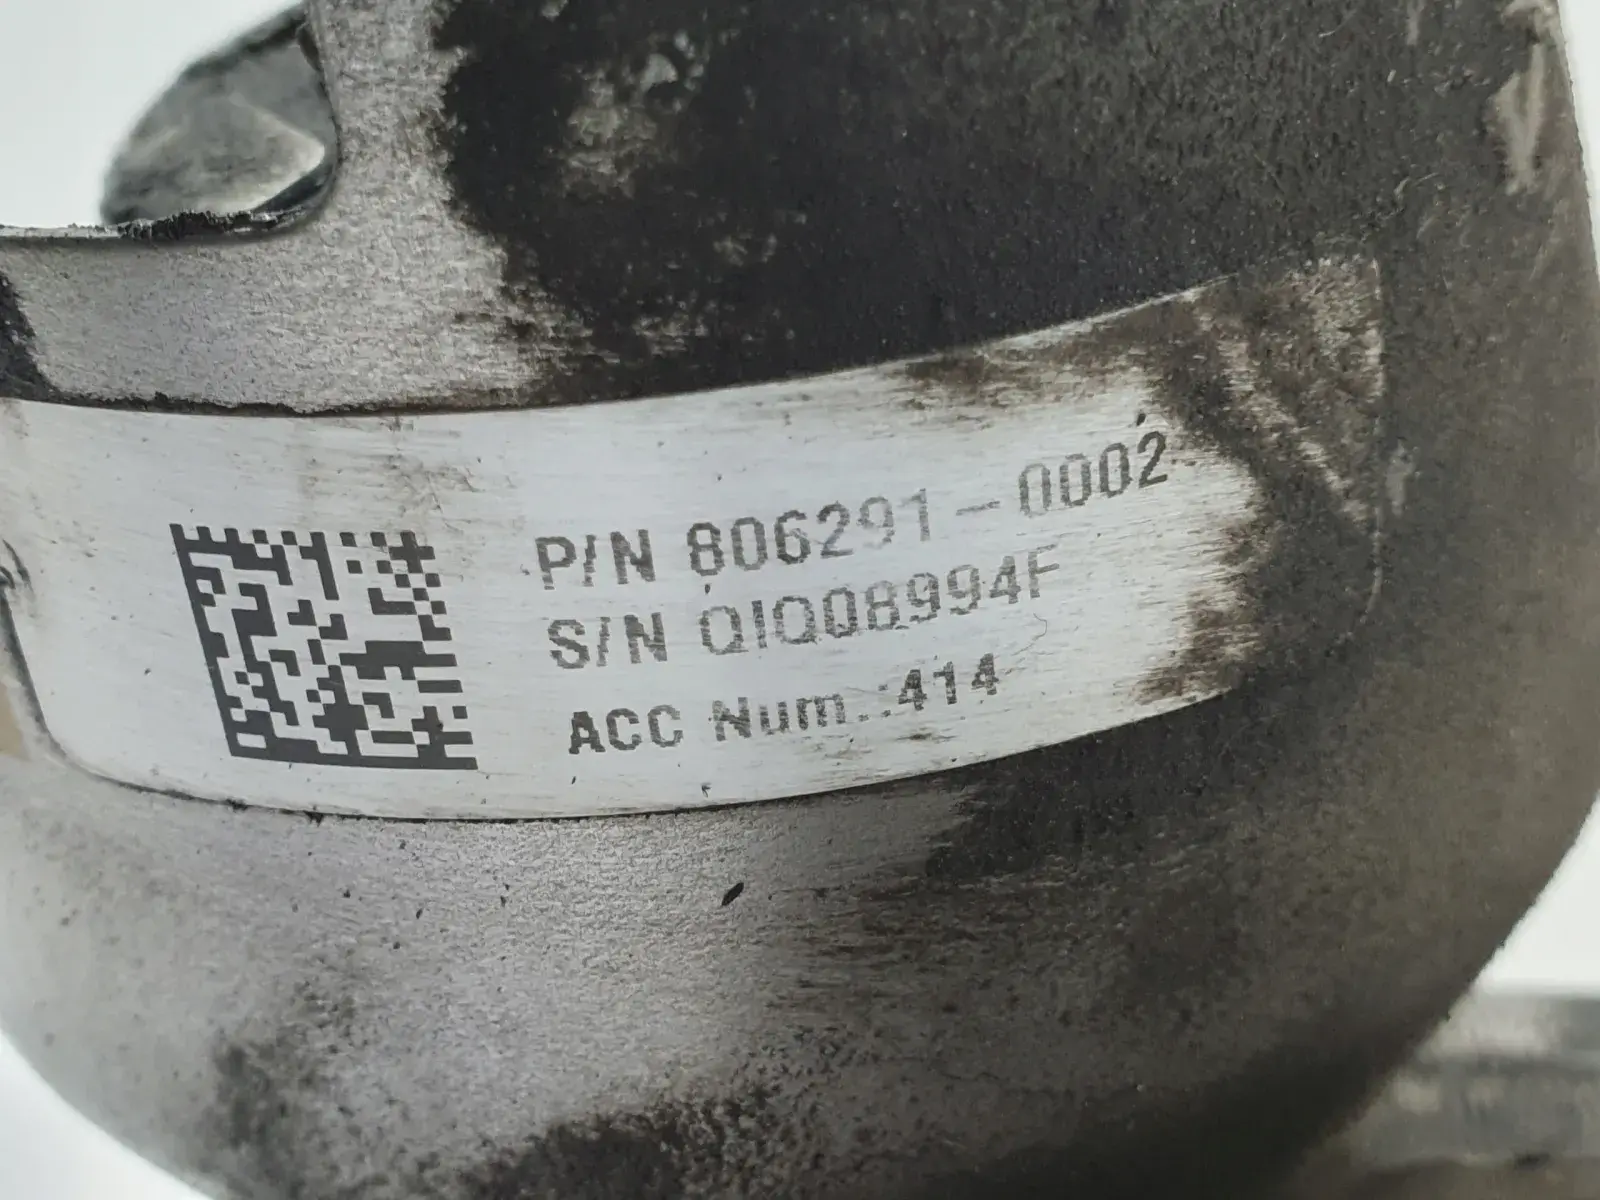 P/N 806291-0002
S/N QIQ08994F
ACC Num.:414